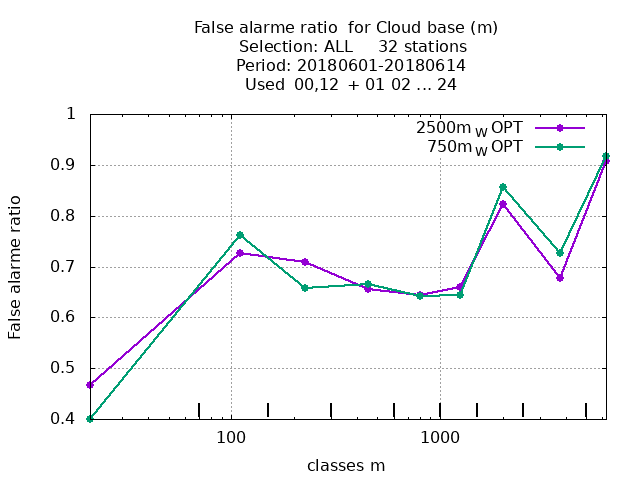 False alarme ratio for Cloud base (m)
Selection: ALL 32 stations
Period: 20180601-20180614
Used 00,12 + 01 02 ... 24
2500m W OPT
750m W OPT
1
0.9
0.8
0.7
0.6
0.5
0.4
False alarme ratio
100 1000
classes m